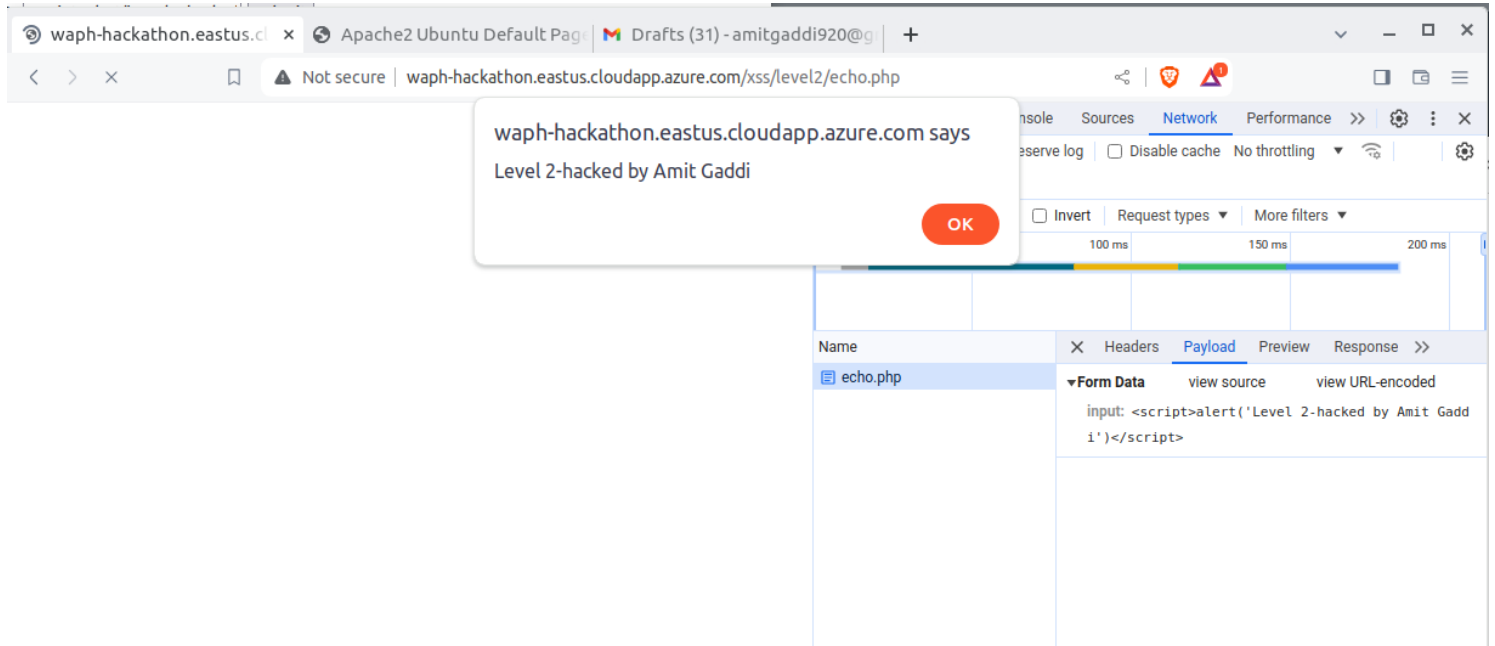 waph-hackathon.eastus.cl
Apache2 Ubuntu Default Page
Drafts (31) - amitgaddi920@g
Not secure waph-hackathon.eastus.cloudapp.azure.com/xss/level2/echo.php
1
waph-hackathon.eastus.cloudapp.azure.com says
Level 2-hacked by Amit Gaddi
OK
nsole Sources Network Performance
eserve log Disable cache No throttling
Invert Request types More filters
100 ms 150 ms 200 ms
Name
Headers Payload Preview Response
echo.php
Form Data view source view URL-encoded
input: <script>alert('Level 2-hacked by Amit Gadd
i')</script>